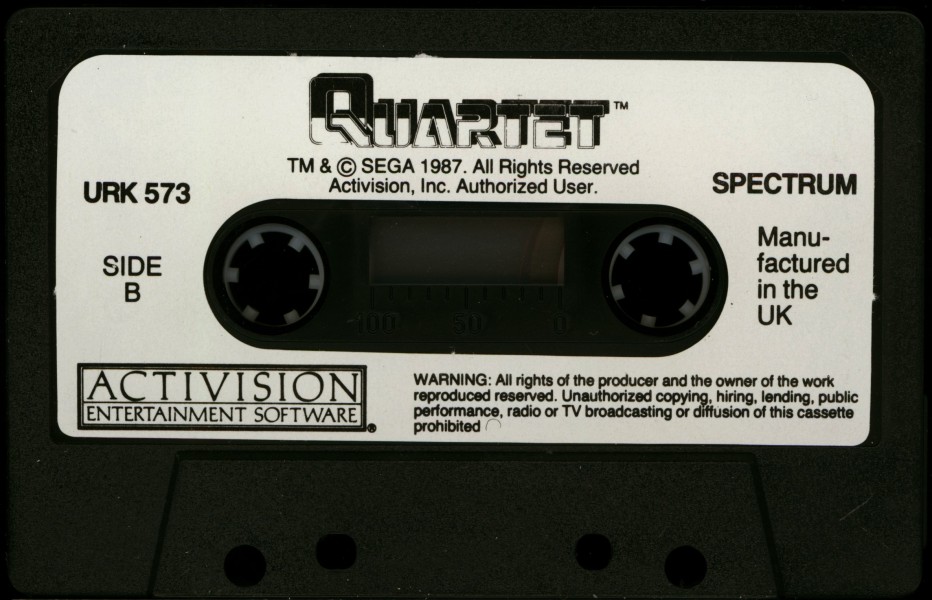 QUARTET™
TM & © SEGA 1987. All Rights Reserved
Activision, Inc. Authorized User.
URK 573
SPECTRUM
SIDE
B
Manu-
factured
in the
UK
100 50 0
ACTIVISION
ENTERTAINMENT SOFTWARE®
WARNING: All rights of the producer and the owner of the work
reproduced reserved. Unauthorized copying, hiring, lending, public
performance, radio or TV broadcasting or diffusion of this cassette
prohibited